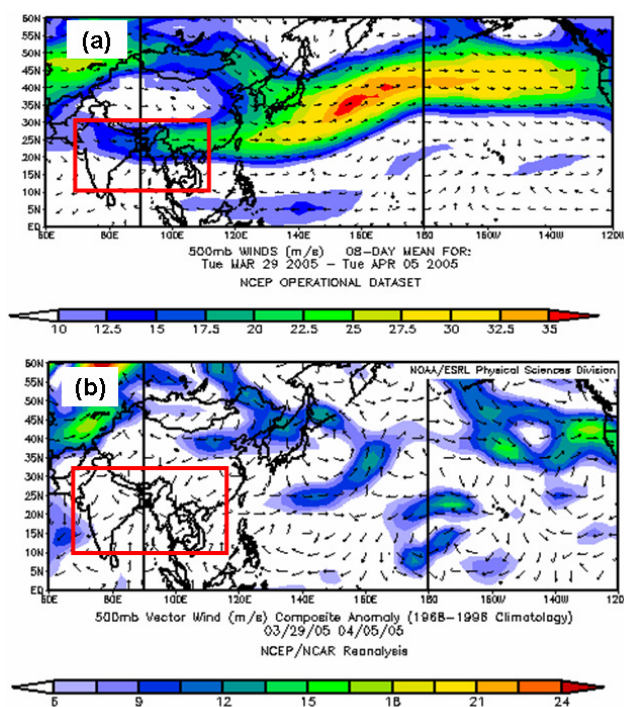 60N
(a)
55N
50N
45N
40N
35N
30N
25N
20N
15N
10N
5N
EQ
60E 80E 100E 120E 140E 160E 180 160W 140W 120W
500mb WINDS (m/s) 08-DAY MEAN FOR:
Tue MAR 29 2005 – Tue APR 05 2005
NCEP OPERATIONAL DATASET
10 12.5 15 17.5 20 22.5 25 27.5 30 32.5 35
60N
NOAA/ESRL Physical Sciences Division
(b)
55N
50N
45N
40N
35N
30N
25N
20N
15N
10N
5N
EQ
60E 80E 100E 120E 140E 160E 180 160W 140W 120W
500mb Vector Wind (m/s) Composite Anomaly (1968–1996 Climatology)
03/29/05 04/05/05
NCEP/NCAR Reanalysis
6 9 12 15 18 21 24